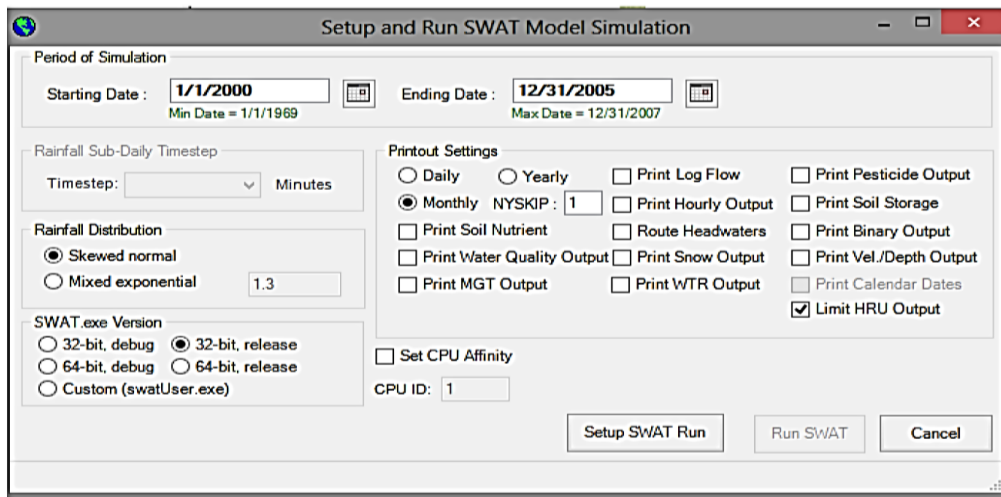 Setup and Run SWAT Model Simulation
Period of Simulation
Starting Date : 1/1/2000 Ending Date : 12/31/2005
Min Date = 1/1/1969 Max Date = 12/31/2007
Rainfall Sub-Daily Timestep
Timestep: Minutes
Rainfall Distribution
Skewed normal
Mixed exponential 1.3
SWAT.exe Version
32-bit, debug 32-bit, release
64-bit, debug 64-bit, release
Custom (swatUser.exe)
Printout Settings
Daily Yearly Print Log Flow Print Pesticide Output
Monthly NYSKIP : 1 Print Hourly Output Print Soil Storage
Print Soil Nutrient Route Headwaters Print Binary Output
Print Water Quality Output Print Snow Output Print Vel./Depth Output
Print MGT Output Print WTR Output Print Calendar Dates
Limit HRU Output
Set CPU Affinity
CPU ID: 1
Setup SWAT Run Run SWAT Cancel